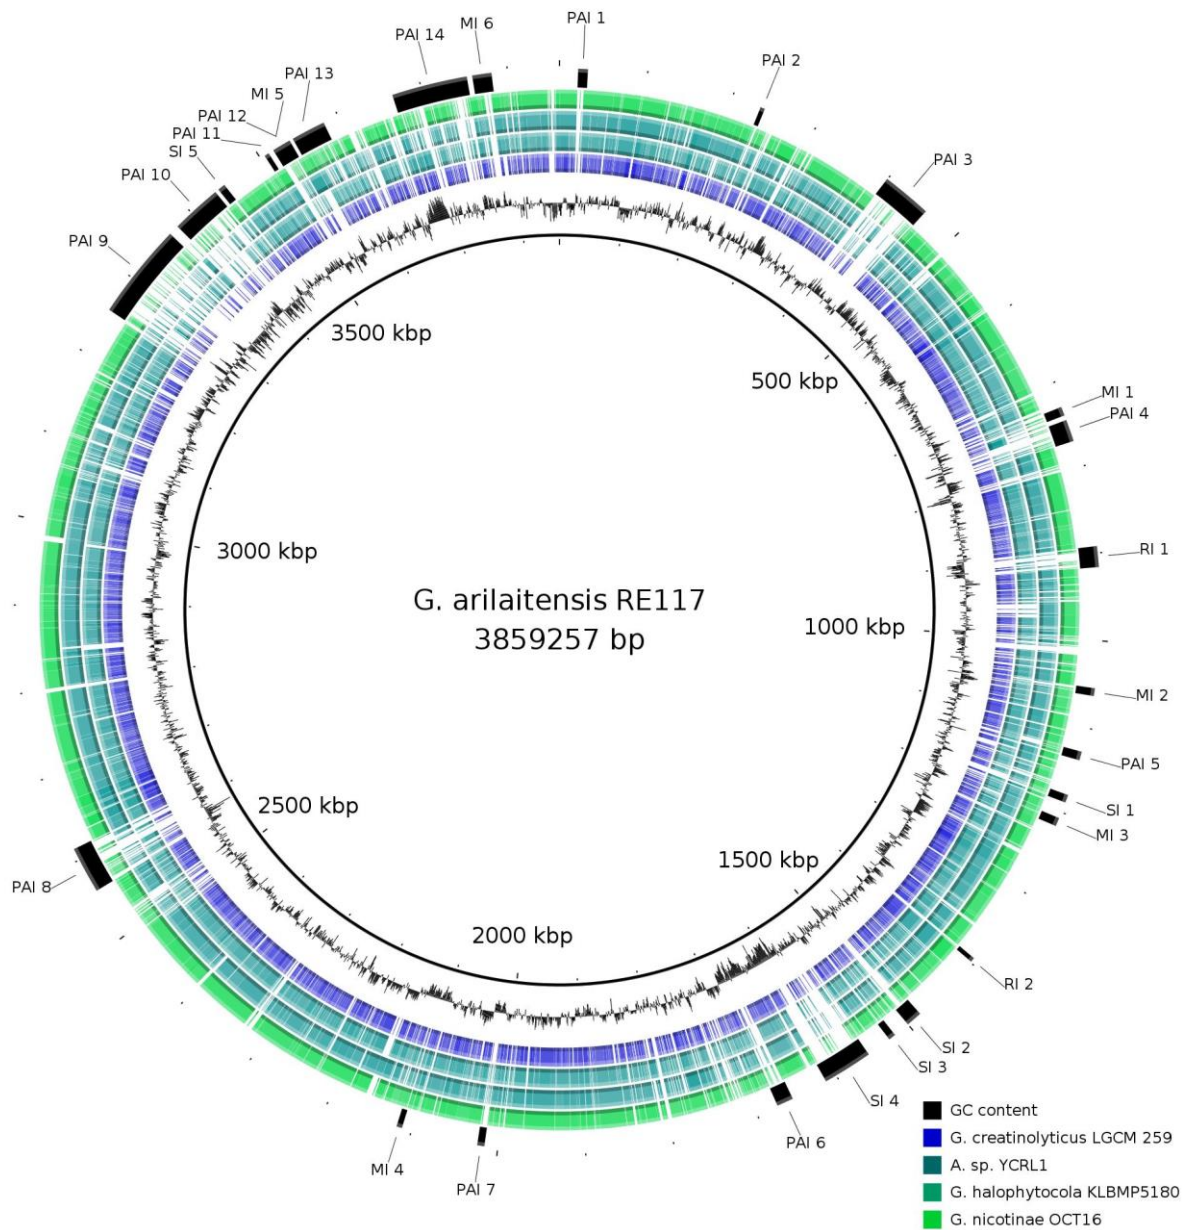 MI 6
PAI 1
PAI 14
PAI 2
PAI 13
MI 5
PAI 12
PAI 11
SI 5
PAI 10
PAI 3
PAI 9
3500 kbp
500 kbp
MI 1
PAI 4
3000 kbp
RI 1
G. arilaitensis RE117
3859257 bp
1000 kbp
MI 2
PAI 5
2500 kbp
SI 1
MI 3
1500 kbp
PAI 8
2000 kbp
RI 2
SI 2
SI 3
SI 4
PAI 6
MI 4
PAI 7
GC content
G. creatinolyticus LGCM 259
A. sp. YCRL1
G. halophytocola KLBMP5180
G. nicotinae OCT16